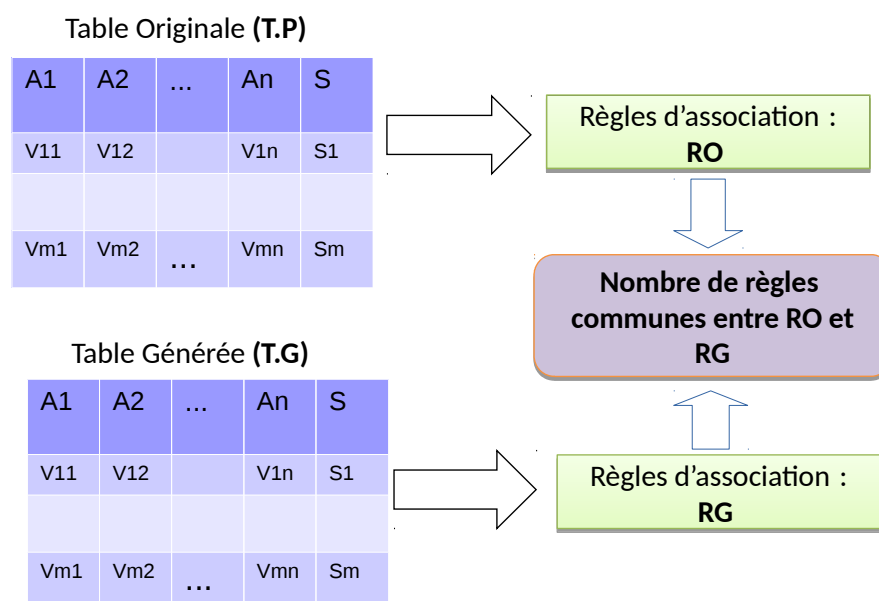 Table Originale (T.P)
A1 A2 ... An S
V11 V12 V1n S1
Vm1 Vm2 ... Vmn Sm
Règles d’association :
RO
Nombre de règles
communes entre RO et
RG
Table Générée (T.G)
A1 A2 ... An S
V11 V12 V1n S1
Vm1 Vm2 ... Vmn Sm
Règles d’association :
RG